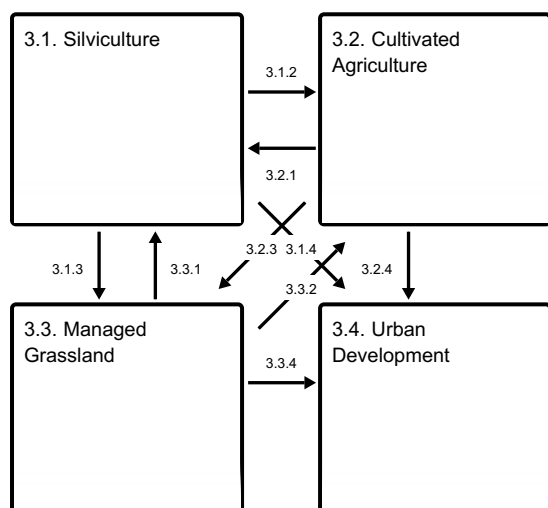 3.1. Silviculture
3.2. Cultivated
Agriculture
3.1.2
3.2.1
3.2.3
3.1.4
3.1.3
3.3.1
3.2.4
3.3.2
3.3. Managed
Grassland
3.4. Urban
Development
3.3.4